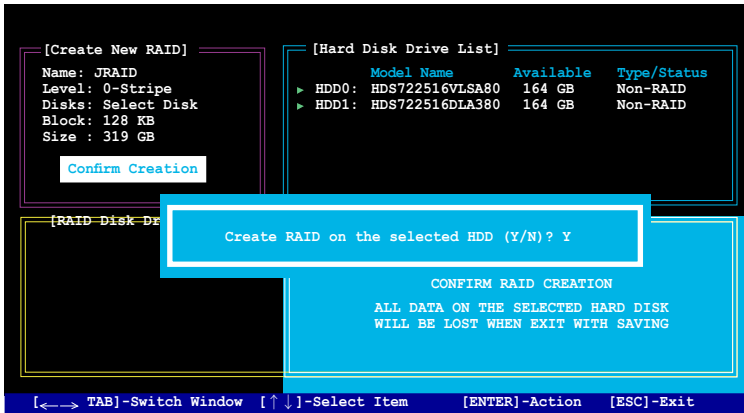 [Create New RAID]
Name: JRAID
Level: 0-Stripe
Disks: Select Disk
Block: 128 KB
Size : 319 GB
Confirm Creation
[Hard Disk Drive List]
Model Name Available Type/Status
▸ HDD0: HDS722516VLSA80 164 GB Non-RAID
▸ HDD1: HDS722516DLA380 164 GB Non-RAID
[RAID Disk Dr
Create RAID on the selected HDD (Y/N)? Y
CONFIRM RAID CREATION
ALL DATA ON THE SELECTED HARD DISK
WILL BE LOST WHEN EXIT WITH SAVING
[←→ TAB]-Switch Window [↑↓]-Select Item [ENTER]-Action [ESC]-Exit